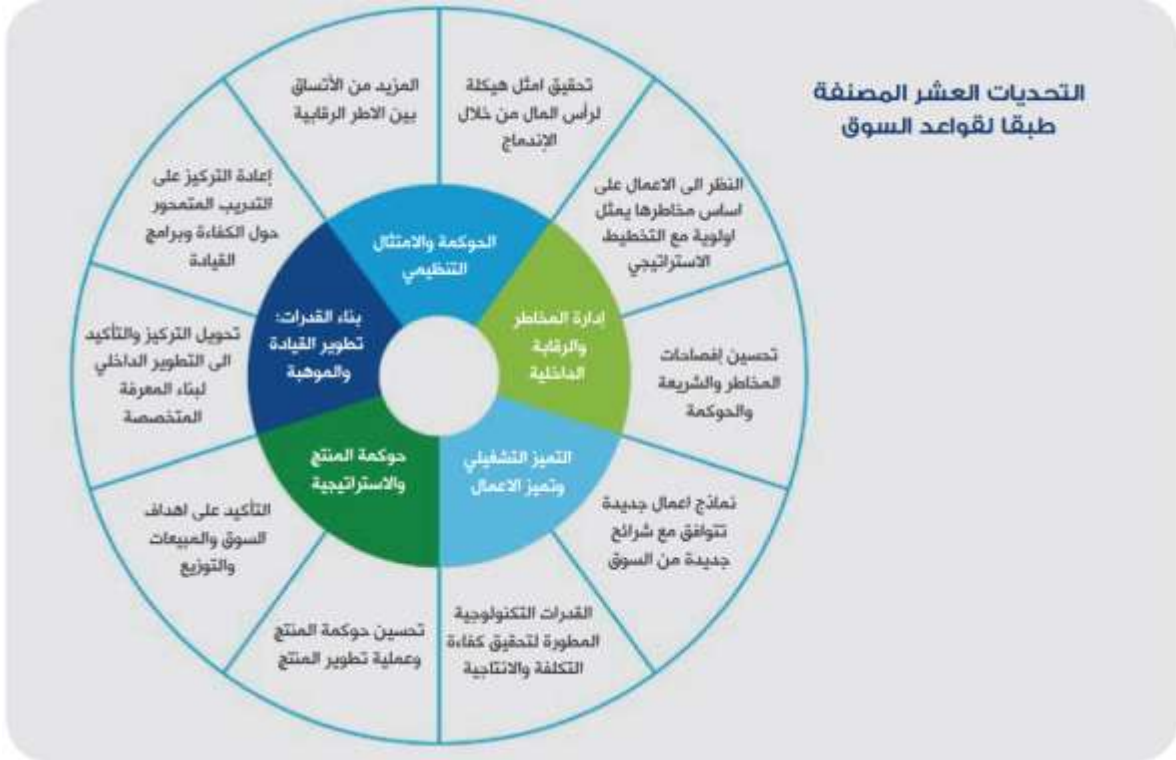 التحديات العشر المصنفة
طبقا لقواعد السوق
تحقيق امثل هيكلة
لرأس المال من خلال
الإندماج
النظر الى الاعمال على
اساس مخاطرها يمثل
اولوية مع التخطيط
الاستراتيجي
تحسين إفصاحات
المخاطر والشريعة
والحوكمة
نماذج اعمال جديدة
تتوافق مع شرائح
جديدة من السوق
القدرات التكنولوجية
المطورة لتحقيق كفاءة
التكلفة والانتاجية
تحسين حوكمة المنتج
وعملية تطوير المنتج
التأكيد على اهداف
السوق والمبيعات
والتوزيع
تحويل التركيز والتأكيد
الى التطوير الداخلي
لبناء المعرفة
المتخصصة
إعادة التركيز على
التدريب المتمحور
حول الكفاءة وبرامج
القيادة
المزيد من الأتساق
بين الاطر الرقابية
الحوكمة والامتثال
التنظيمي
إدارة المخاطر
والرقابة
الداخلية
التميز التشغيلي
وتميز الاعمال
حوكمة المنتج
والاستراتيجية
بناء القدرات:
تطوير القيادة
والموهبة